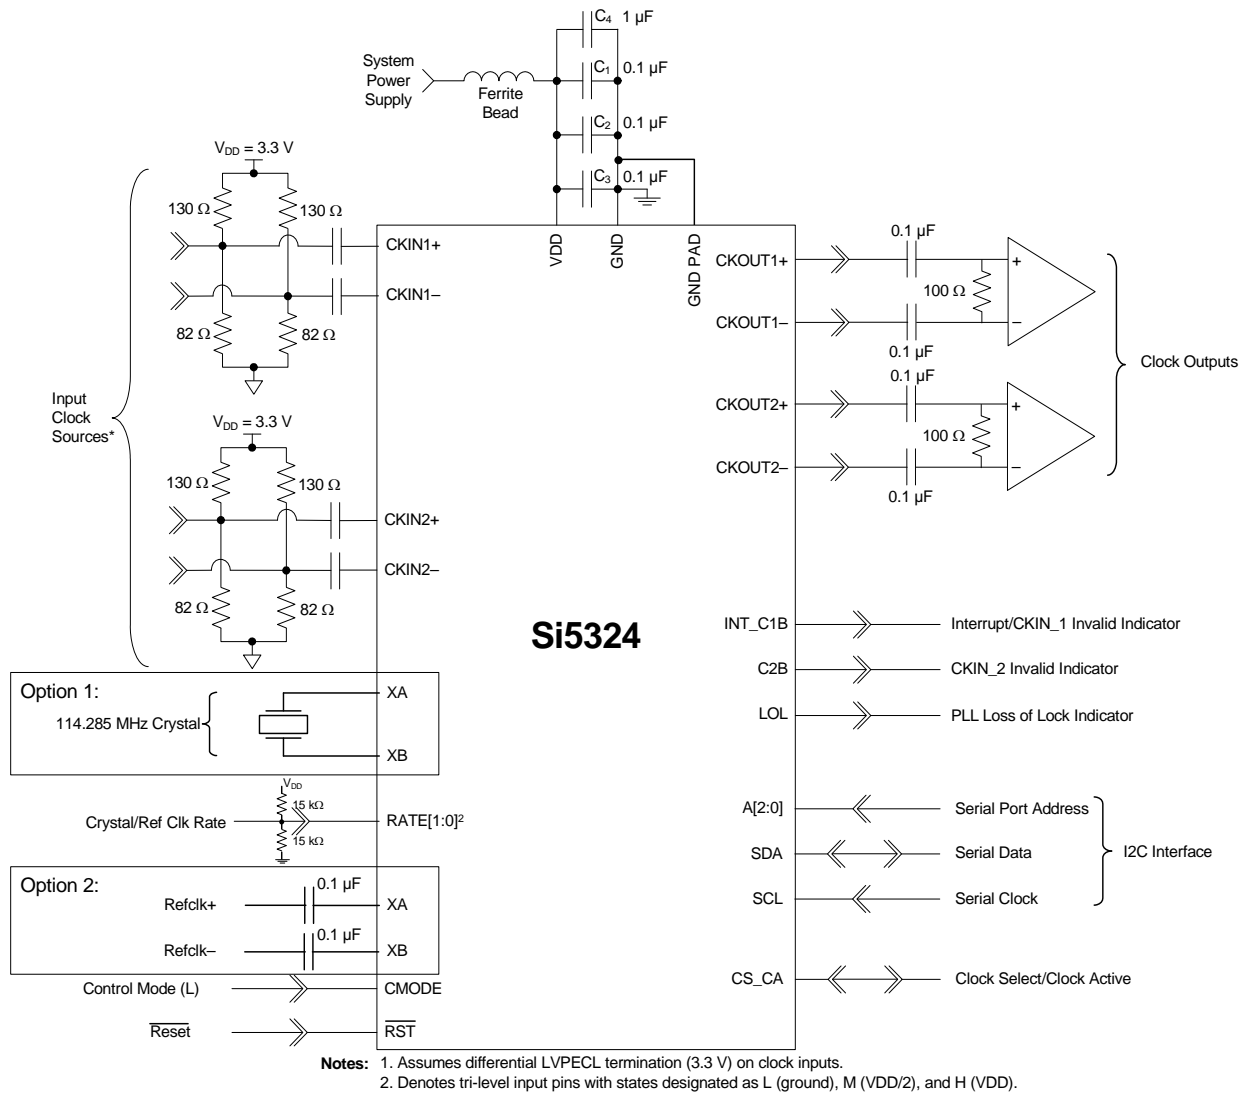 C4 1 µF
System
Power
Supply
Ferrite
Bead
C1 0.1 µF
C2 0.1 µF
C3 0.1 µF
VDD
GND
GND PAD
VDD = 3.3 V
130 Ω
130 Ω
CKIN1+
CKIN1–
82 Ω
82 Ω
Input
Clock
Sources*
VDD = 3.3 V
130 Ω
130 Ω
CKIN2+
CKIN2–
82 Ω
82 Ω
Option 1:
114.285 MHz Crystal
XA
XB
VDD
15 kΩ
Crystal/Ref Clk Rate
RATE[1:0]2
15 kΩ
Option 2:
0.1 µF
Refclk+
XA
0.1 µF
Refclk–
XB
Control Mode (L)
CMODE
Reset
RST
Si5324
0.1 µF
CKOUT1+
+
100 Ω
CKOUT1–
–
0.1 µF
0.1 µF
CKOUT2+
+
100 Ω
CKOUT2–
–
0.1 µF
Clock Outputs
INT_C1B
Interrupt/CKIN_1 Invalid Indicator
C2B
CKIN_2 Invalid Indicator
LOL
PLL Loss of Lock Indicator
A[2:0]
Serial Port Address
SDA
Serial Data
I2C Interface
SCL
Serial Clock
CS_CA
Clock Select/Clock Active
Notes: 1. Assumes differential LVPECL termination (3.3 V) on clock inputs.
2. Denotes tri-level input pins with states designated as L (ground), M (VDD/2), and H (VDD).